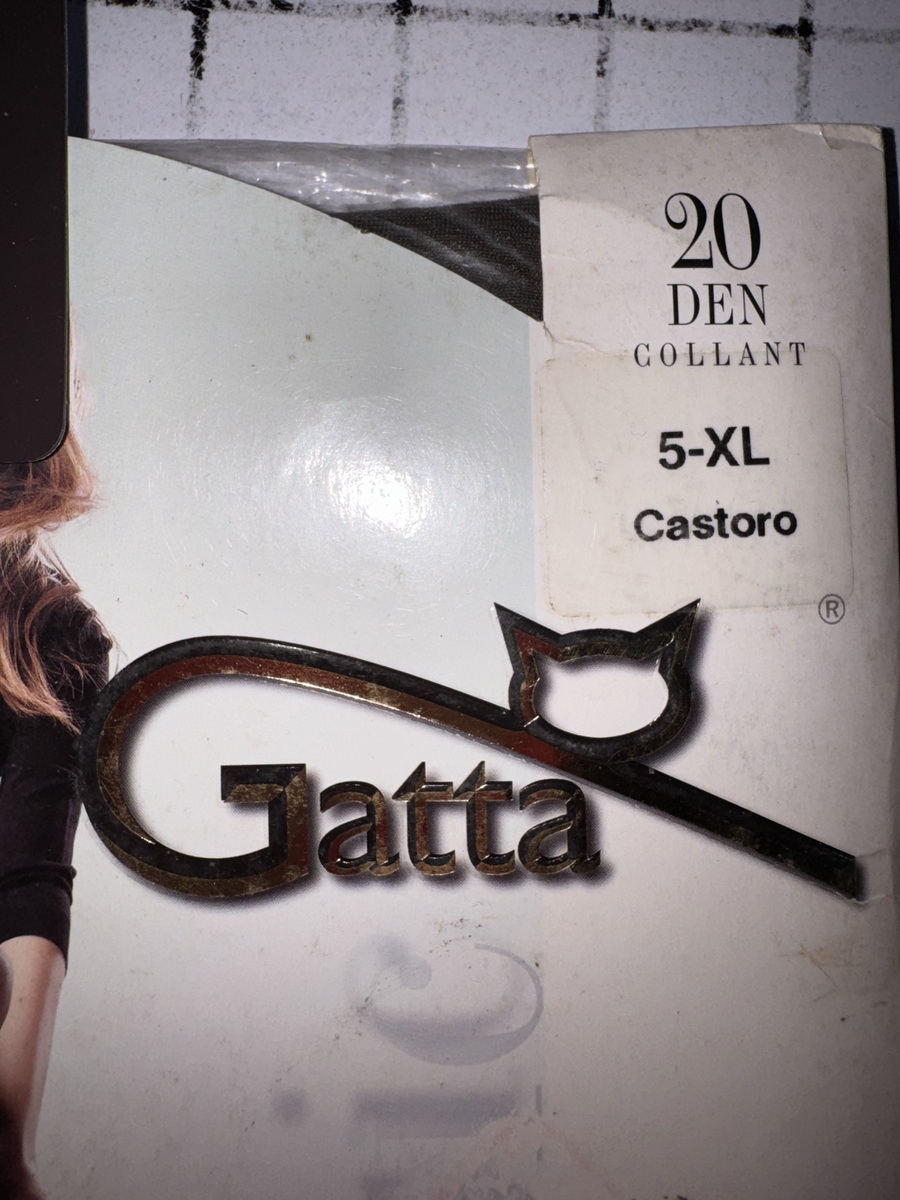 20
DEN
COLLANT
5-XL
Castoro
®
Gatta